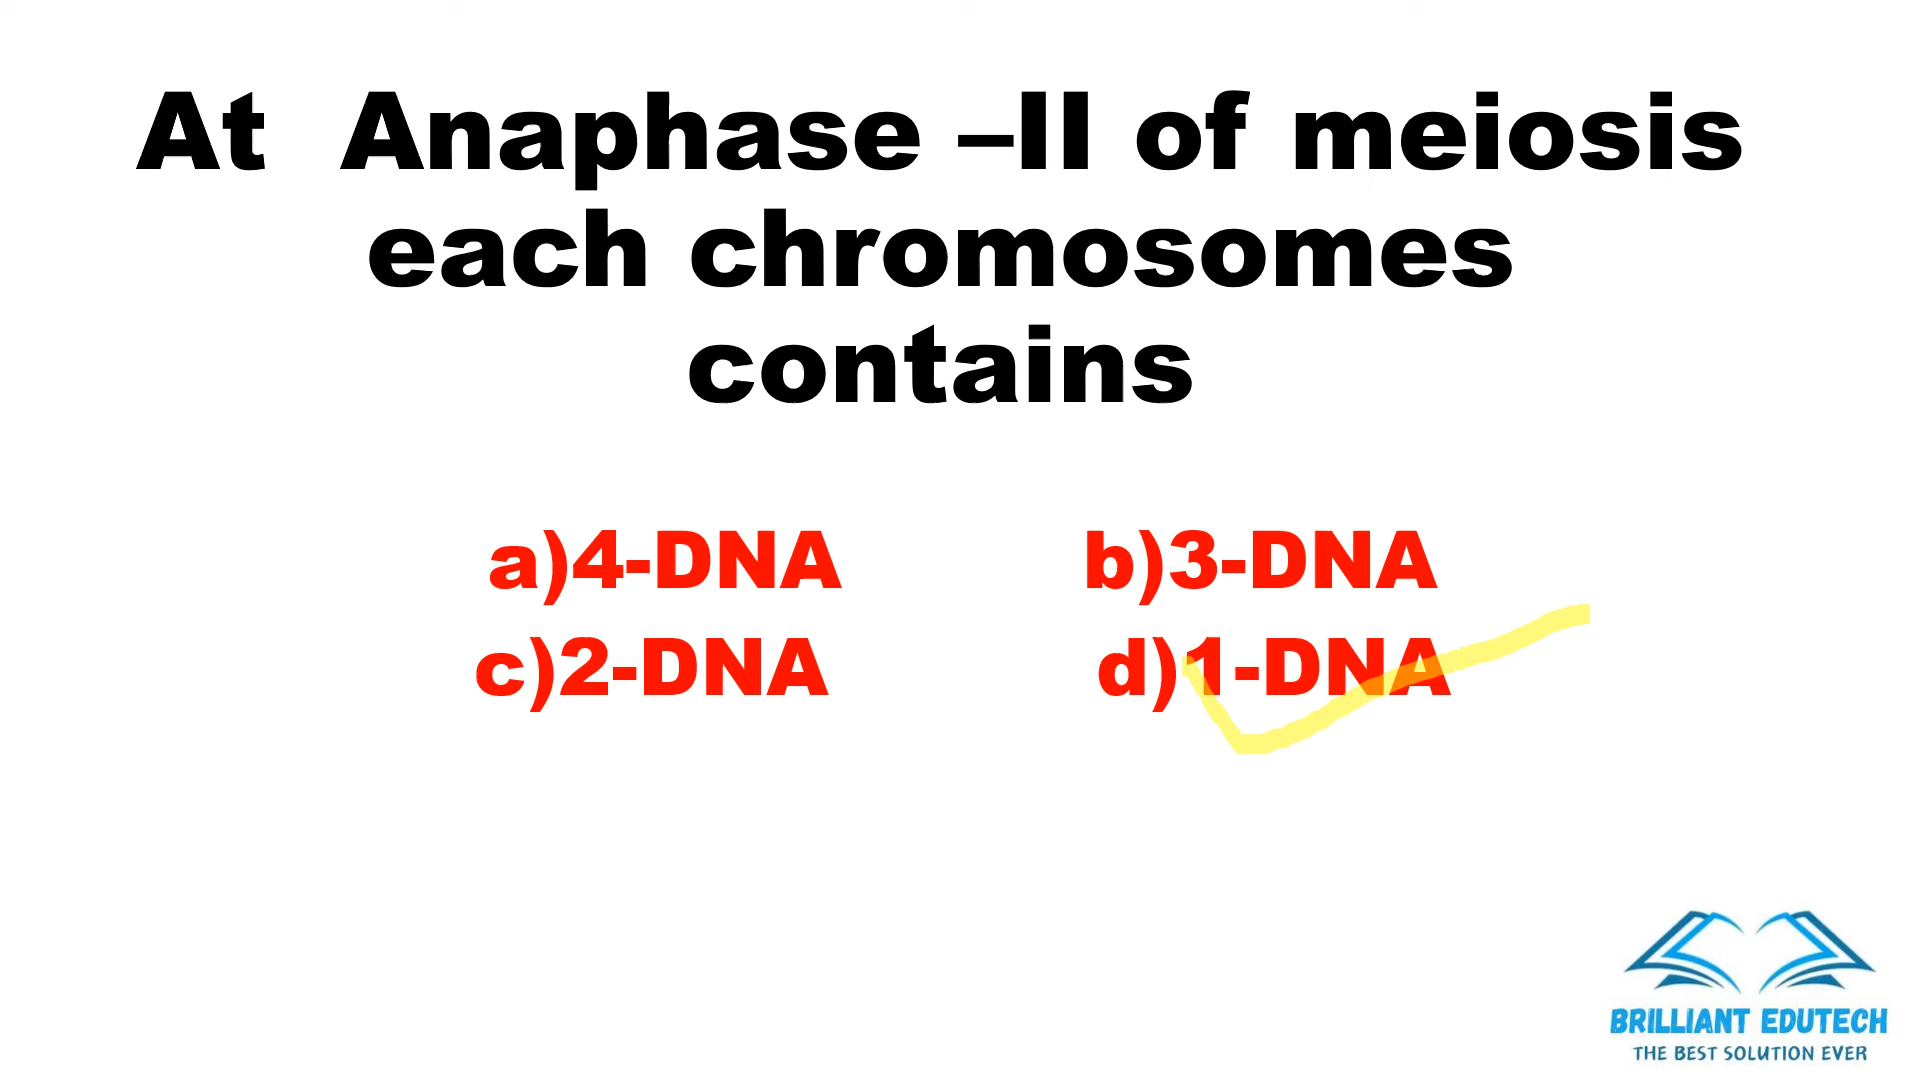 At  Anaphase –II of meiosis
each chromosomes
contains
a)4-DNA b)3-DNA
c)2-DNA d)1-DNA
BRILLIANT EDUTECH
THE BEST SOLUTION EVER